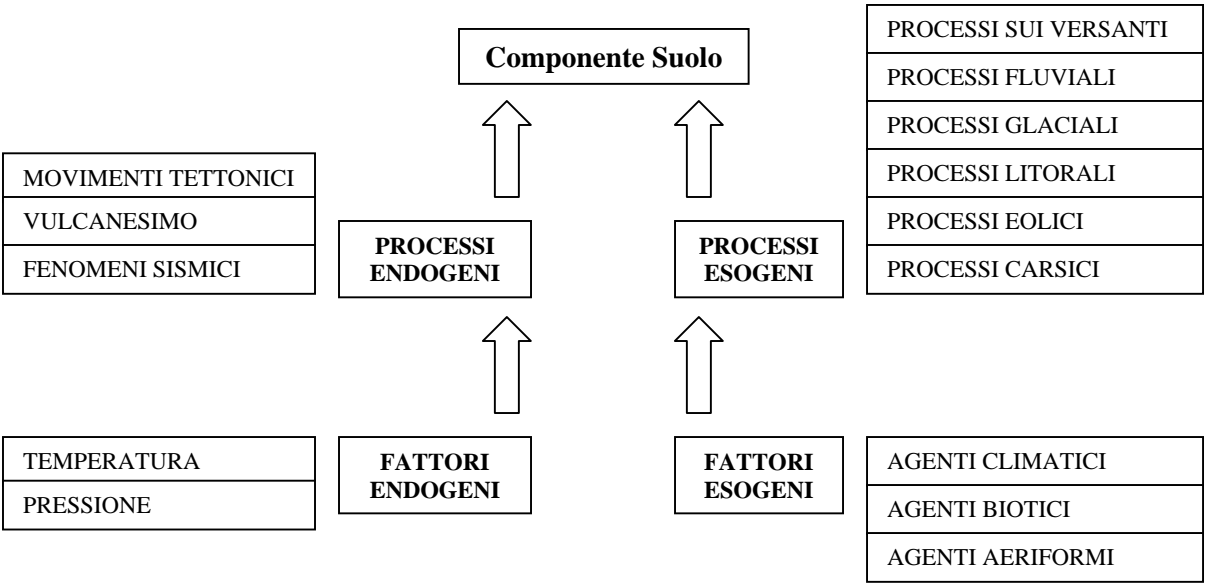 Componente Suolo
PROCESSI SUI VERSANTI
PROCESSI FLUVIALI
PROCESSI GLACIALI
PROCESSI LITORALI
PROCESSI EOLICI
PROCESSI CARSICI
MOVIMENTI TETTONICI
VULCANESIMO
FENOMENI SISMICI
PROCESSI
ENDOGENI
PROCESSI
ESOGENI
TEMPERATURA
PRESSIONE
FATTORI
ENDOGENI
FATTORI
ESOGENI
AGENTI CLIMATICI
AGENTI BIOTICI
AGENTI AERIFORMI